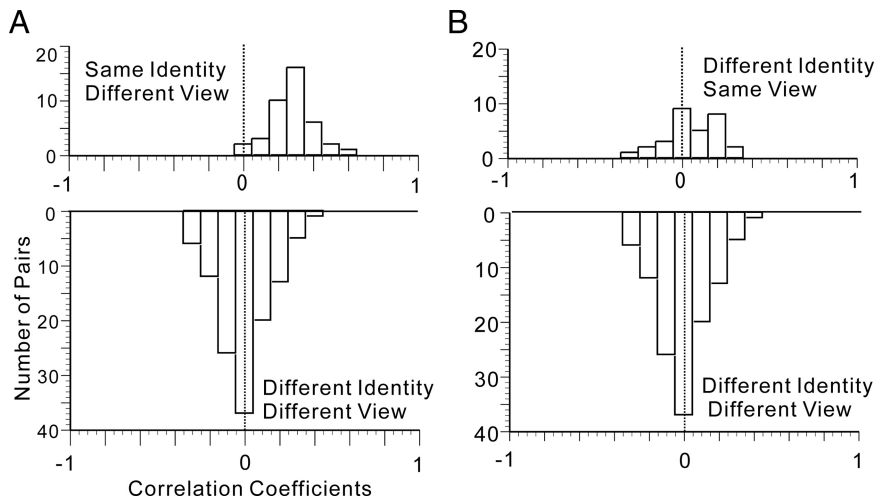 A
20
10
0
Same Identity
Different View
-1
0
1
0
10
20
30
40
Number of Pairs
Different Identity
Different View
-1
0
1
Correlation Coefficients
B
20
10
0
Different Identity
Same View
-1
0
1
0
10
20
30
40
Different Identity
Different View
-1
0
1